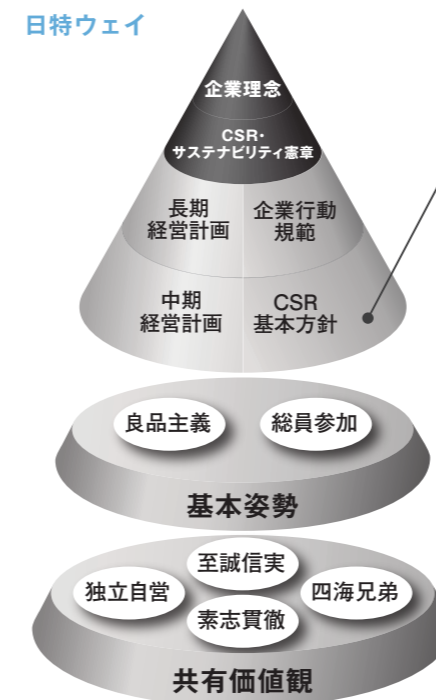 日特ウェイ
企業理念
CSR・
サステナビリティ憲章
長期
経営計画
企業行動
規範
中期
経営計画
CSR
基本方針
良品主義
総員参加
基本姿勢
至誠信実
独立自営
四海兄弟
素志貫徹
共有価値観